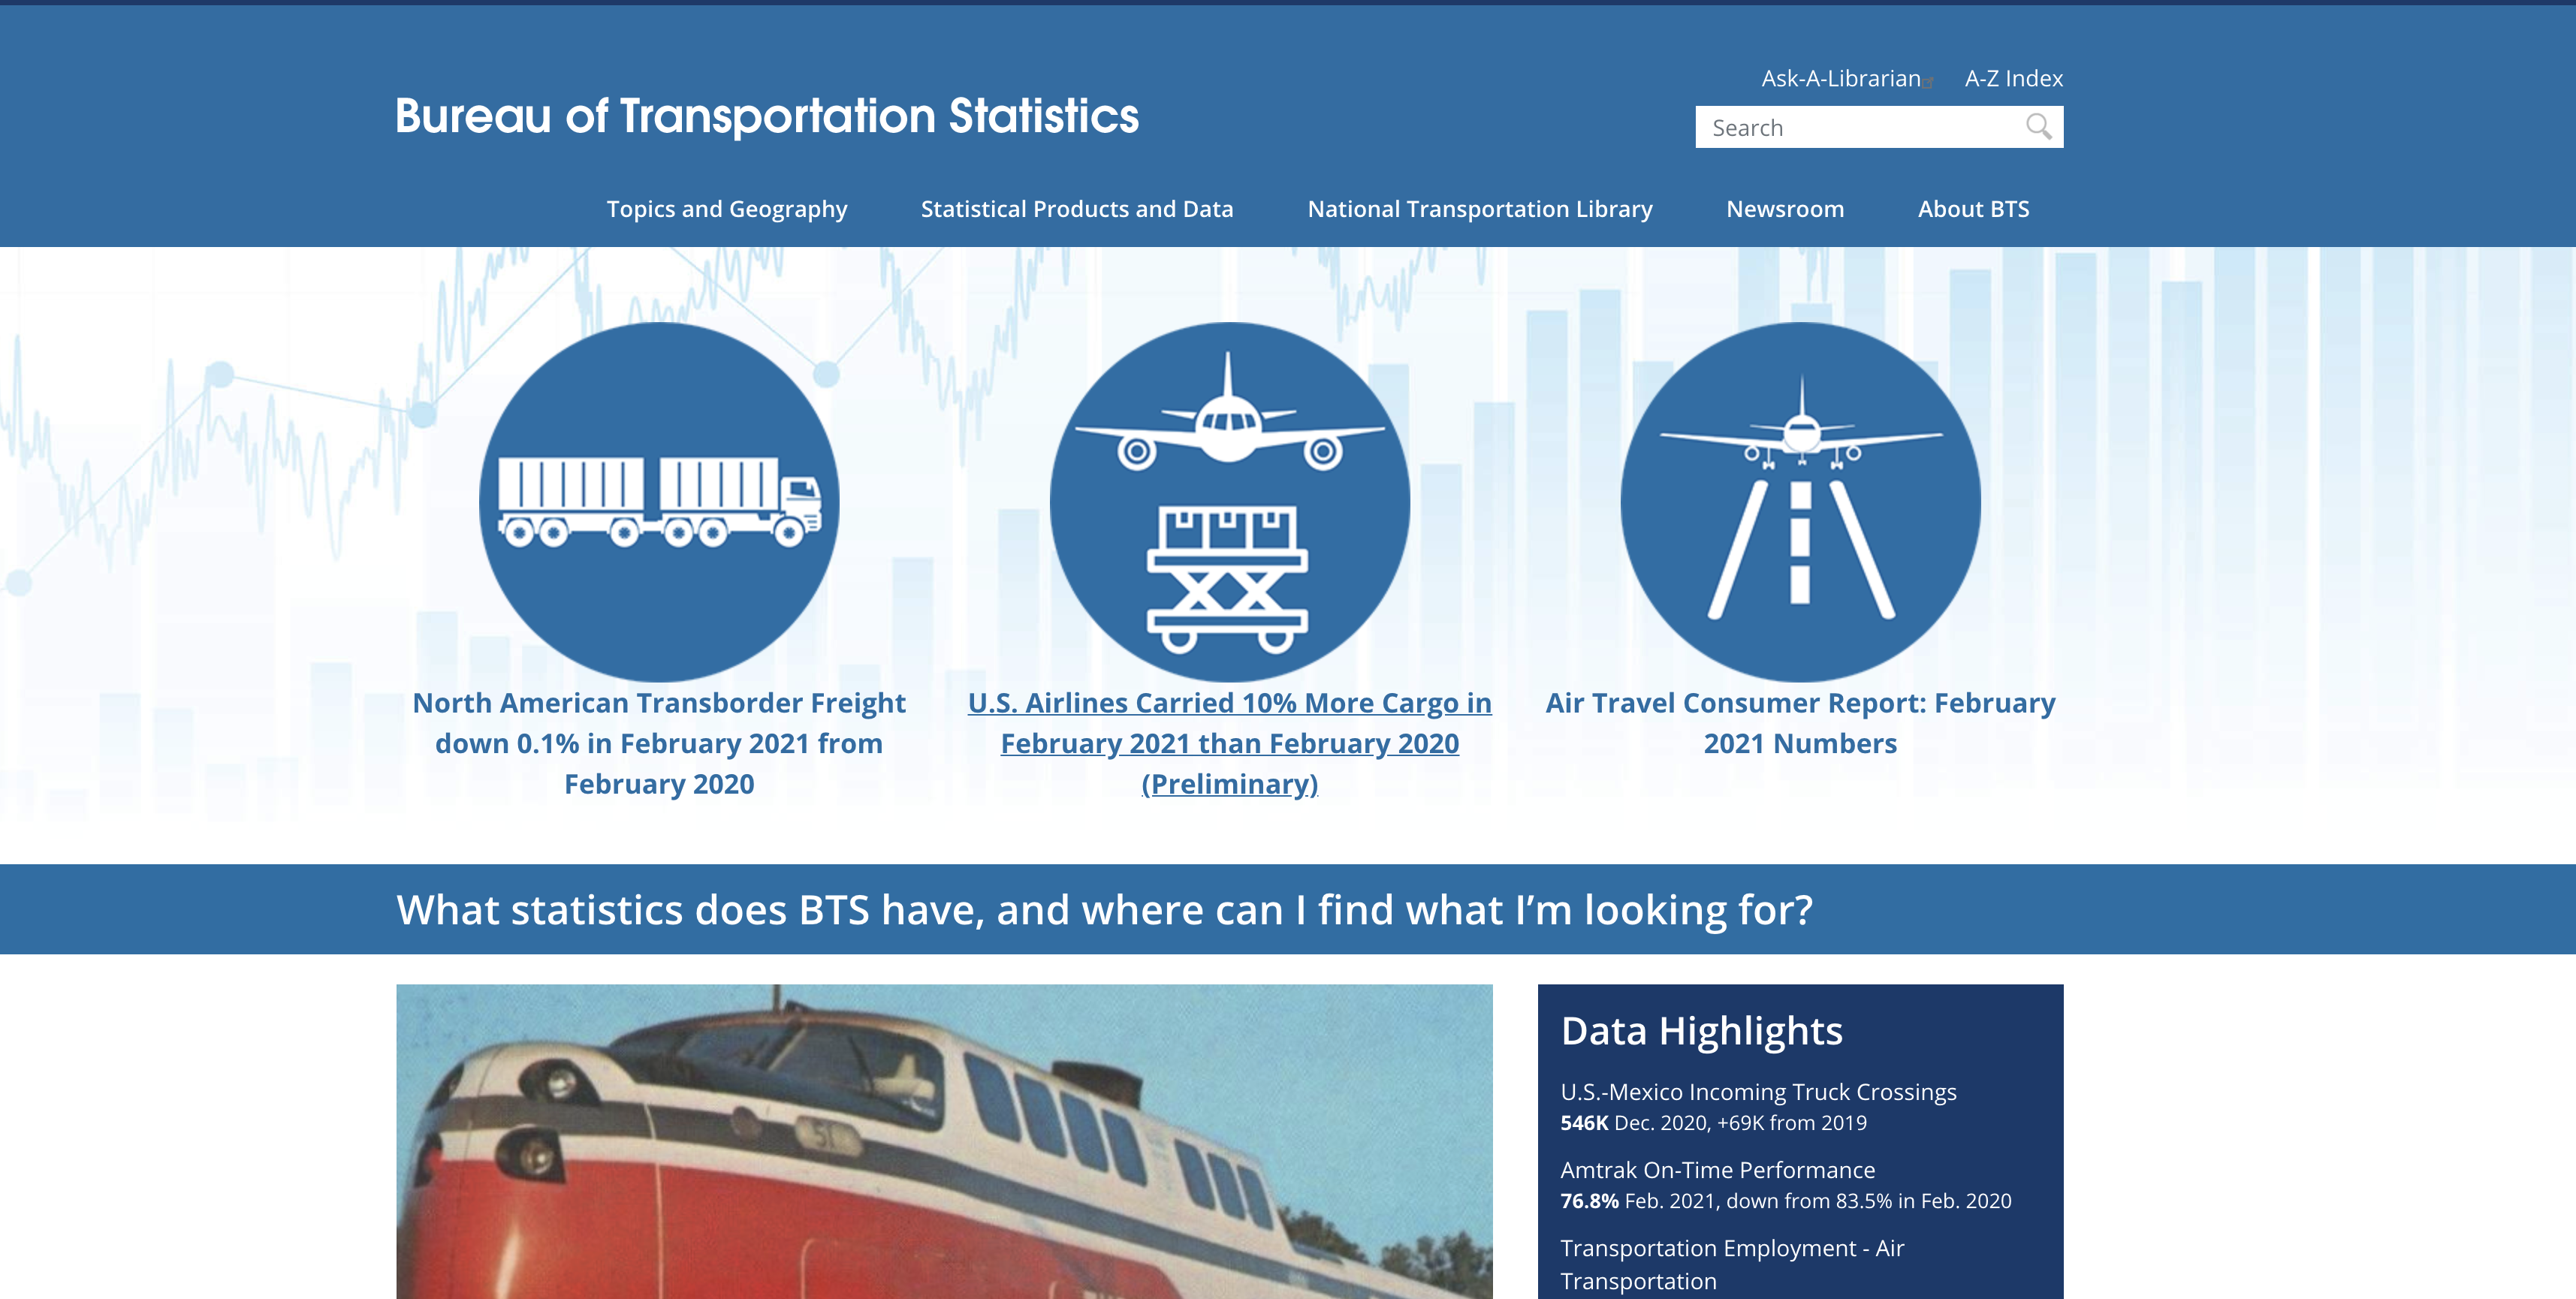 Ask-A-Librarian A-Z Index
Bureau of Transportation Statistics
Search
Topics and Geography Statistical Products and Data National Transportation Library Newsroom About BTS
North American Transborder Freight
down 0.1% in February 2021 from
February 2020
U.S. Airlines Carried 10% More Cargo in
February 2021 than February 2020
(Preliminary)
Air Travel Consumer Report: February
2021 Numbers
What statistics does BTS have, and where can I find what I’m looking for?
51
Data Highlights
U.S.-Mexico Incoming Truck Crossings
546K Dec. 2020, +69K from 2019
Amtrak On-Time Performance
76.8% Feb. 2021, down from 83.5% in Feb. 2020
Transportation Employment - Air
Transportation